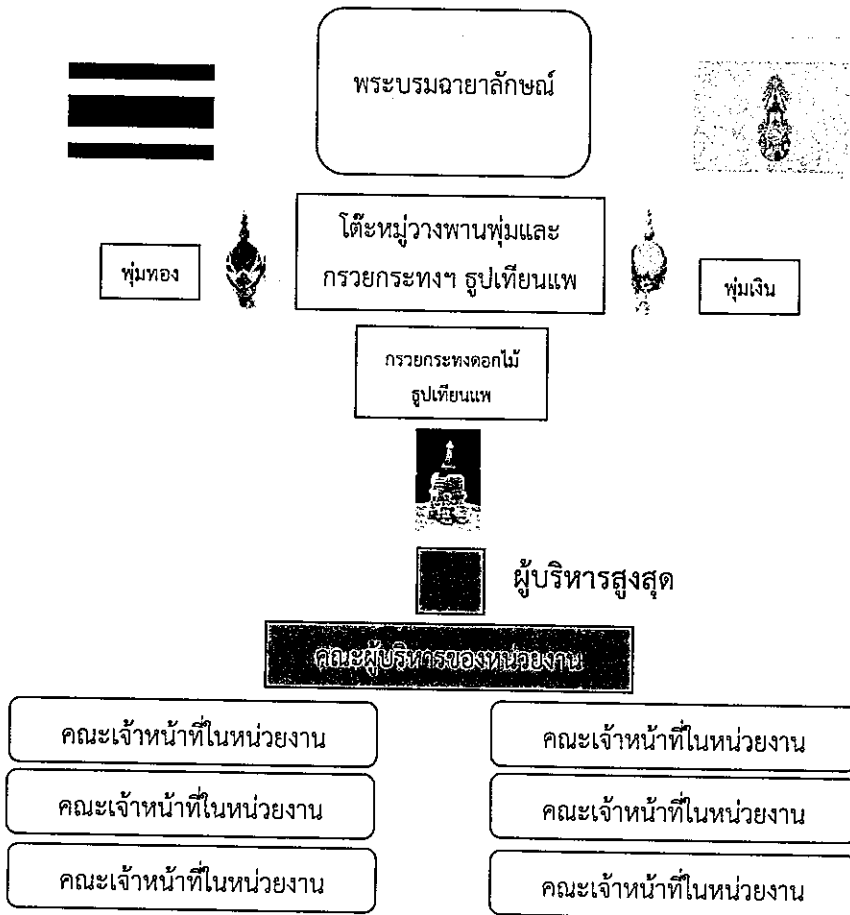 พระบรมฉายาลักษณ์
โต๊ะหมู่วางพานพุ่มและ
กรวยกระทงฯ ธูปเทียนแพ
พุ่มทอง
พุ่มเงิน
กรวยกระทงดอกไม้
ธูปเทียนแพ
ผู้บริหารสูงสุด
คณะผู้บริหารของหน่วยงาน
คณะเจ้าหน้าที่ในหน่วยงาน
คณะเจ้าหน้าที่ในหน่วยงาน
คณะเจ้าหน้าที่ในหน่วยงาน
คณะเจ้าหน้าที่ในหน่วยงาน
คณะเจ้าหน้าที่ในหน่วยงาน
คณะเจ้าหน้าที่ในหน่วยงาน